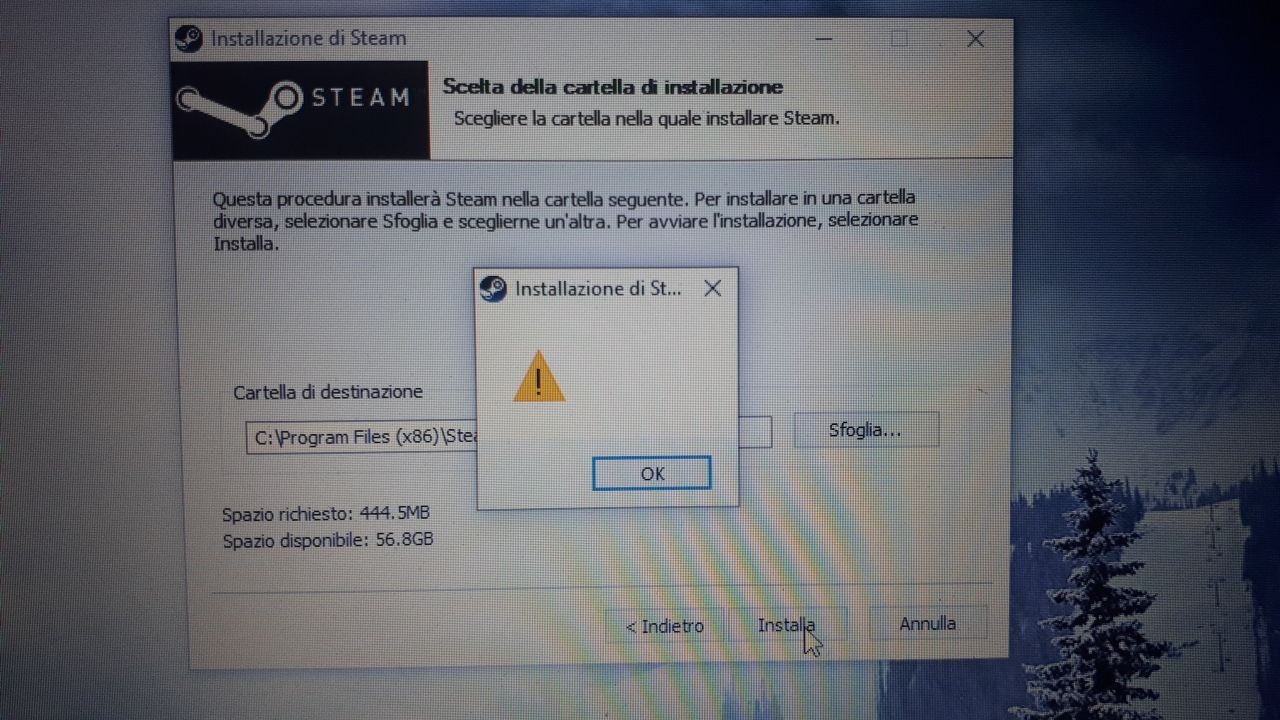 Installazione di Steam
STEAM
Scelta della cartella di installazione
Scegliere la cartella nella quale installare Steam.
Questa procedura installerà Steam nella cartella seguente. Per installare in una cartella
diversa, selezionare Sfoglia e sceglierne un'altra. Per avviare l'installazione, selezionare
Installa.
Installazione di St...
!
OK
Cartella di destinazione
C:\Program Files (x86)\Stea
Sfoglia...
Spazio richiesto: 444.5MB
Spazio disponibile: 56.8GB
< Indietro
Installa
Annulla